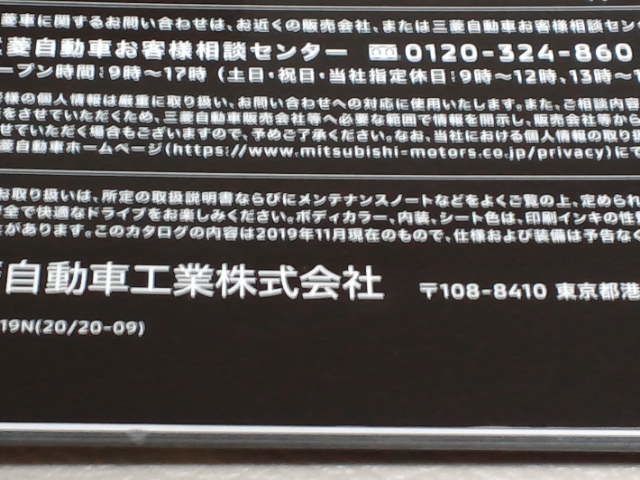 菱車に関するお問い合わせは、お近くの販売会社、または三菱自動車お客様相談セン
菱自動車お客様相談センター 0120-324-860
ープン時間：9時〜17時（土日・祝日・当社指定休日：9時〜12時、13時〜
様の個人情報は厳重に取り扱い、お問い合わせへの対応に使用いたします。また、ご相談内容
をさせていただくため、三菱自動車販売会社等へ必要な範囲で情報を開示し、販売会社等から
せていただく場合もございますので、予めご了承ください。なお、当社における個人情報の取り扱
菱自動車ホームページ(https://www.mitsubishi-motors.co.jp/privacy)にて
お取り扱いは、所定の取扱説明書ならびにメンテナンスノートなどをよくご覧の上、定められ
全で快適なドライブをお楽しみください。ボディカラー、内装、シート色は、印刷インキの性
があります。このカタログの内容は2019年11月現在のもので、仕様および装備は予告なく
自動車工業株式会社 〒108-8410 東京都港
19N(20/20-09)